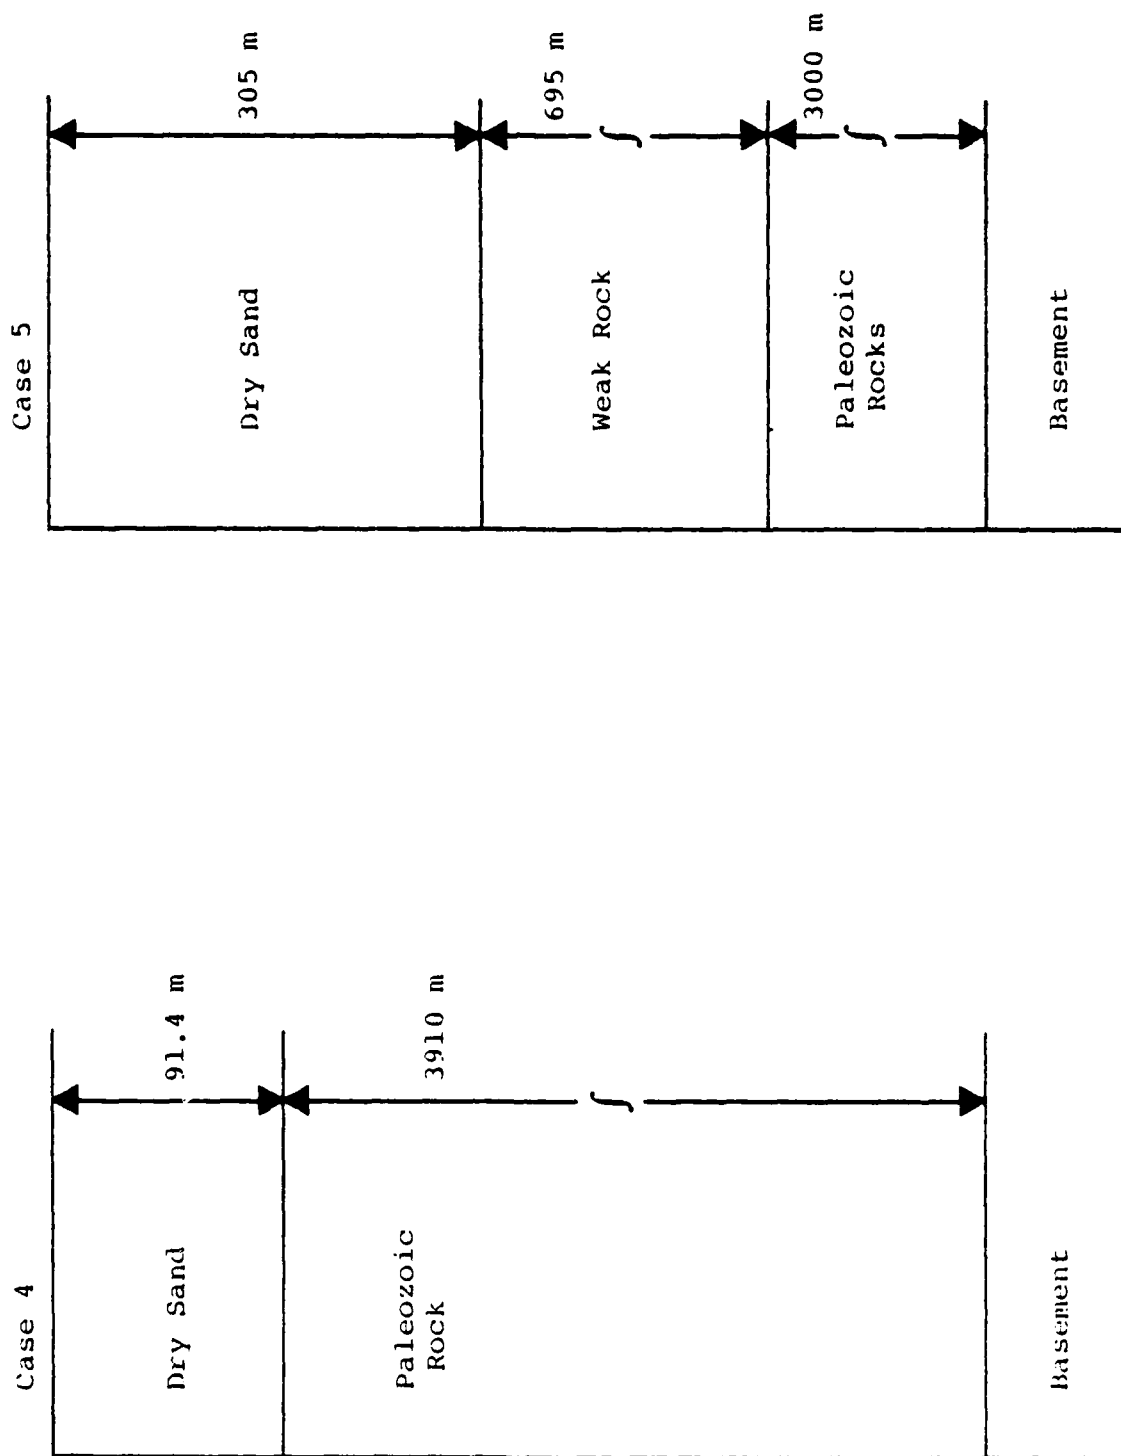 Case 4
Dry Sand
91.4 m
Paleozoic
Rock
3910 m
Basement
Case 5
Dry Sand
305 m
Weak Rock
695 m
Paleozoic
Rocks
3000 m
Basement